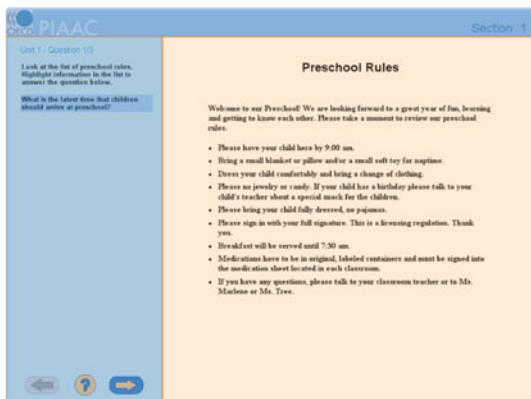 OECD PIAAC
Section 1
Unit 1 - Question 1/3
Look at the list of preschool rules.
Highlight information in the list to
answer the question below.
What is the latest time that children
should arrive at preschool?
Preschool Rules
Welcome to our Preschool! We are looking forward to a great year of fun, learning
and getting to know each other. Please take a moment to review our preschool
rules.
• Please have your child here by 9:00 am.
• Bring a small blanket or pillow and/or a small soft toy for naptime.
• Dress your child comfortably and bring a change of clothing.
• Please no jewelry or candy. If your child has a birthday please talk to your
child's teacher about a special snack for the children.
• Please bring your child fully dressed, no pajamas.
• Please sign in with your full signature. This is a licensing regulation. Thank
you.
• Breakfast will be served until 7:30 am.
• Medications have to be in original, labeled containers and must be signed into
the medication sheet located in each classroom.
• If you have any questions, please talk to your classroom teacher or to Ms.
Marlene or Ms. Tree.
?